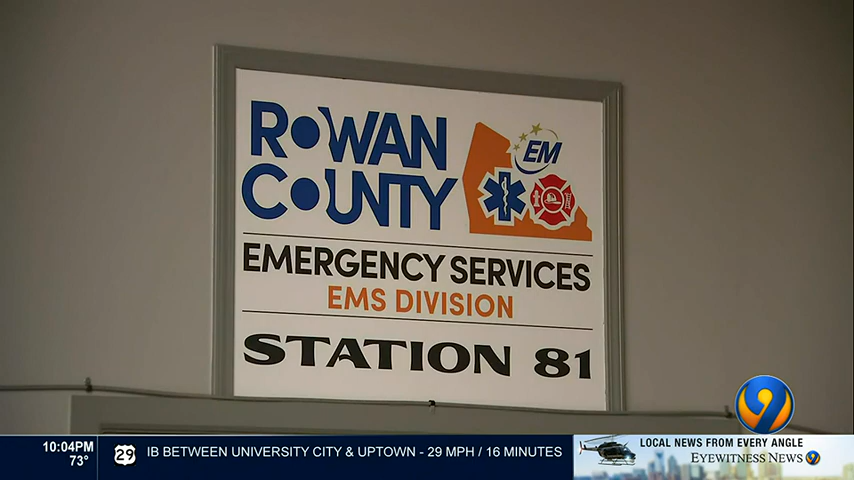 ROWAN
COUNTY
EM
EMERGENCY SERVICES
EMS DIVISION
STATION 81
9
10:04PM
73°
29
IB BETWEEN UNIVERSITY CITY & UPTOWN - 29 MPH / 16 MINUTES
LOCAL NEWS FROM EVERY ANGLE
EYEWITNESS NEWS 9